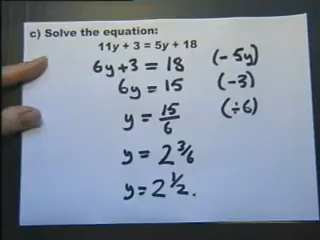 c) Solve the equation:
11y + 3 = 5y + 18
6y+3 = 18 (- 5y)
6y = 15 (-3)
y = 15/6 (÷6)
y = 2 3/6
y = 2 1/2.